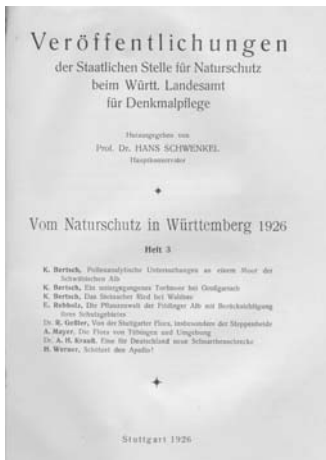 Veröffentlichungen
der Staatlichen Stelle für Naturschutz
beim Württ. Landesamt
für Denkmalpflege
Herausgegeben von
Prof. Dr. HANS SCHWENKEL
Hauptkonservator
Vom Naturschutz in Württemberg 1926
Heft 3
K. Bertsch, Pollenanalytische Untersuchungen an einem Moor der
Schwäbischen Alb
K. Bertsch, Ein untergegangenes Torfmoor bei
K. Bertsch, Das Steinacher Ried bei Waldsee
E. Rebholz, Die Pflanzenwelt der Fridinger Alb mit Berücksichtigung
ihres Schutzgebietes
Dr. R. Geßler, Von der Stuttgarter Flora, insbesondere der Steppenheide
A. Mayer, Die Flora von Tübingen und Umgebung
Dr. A. H. Krauß, Eine für Deutschland neue Schnarrheuschrecke
H. Werner, Schützet den Apollo!
Stuttgart 1926